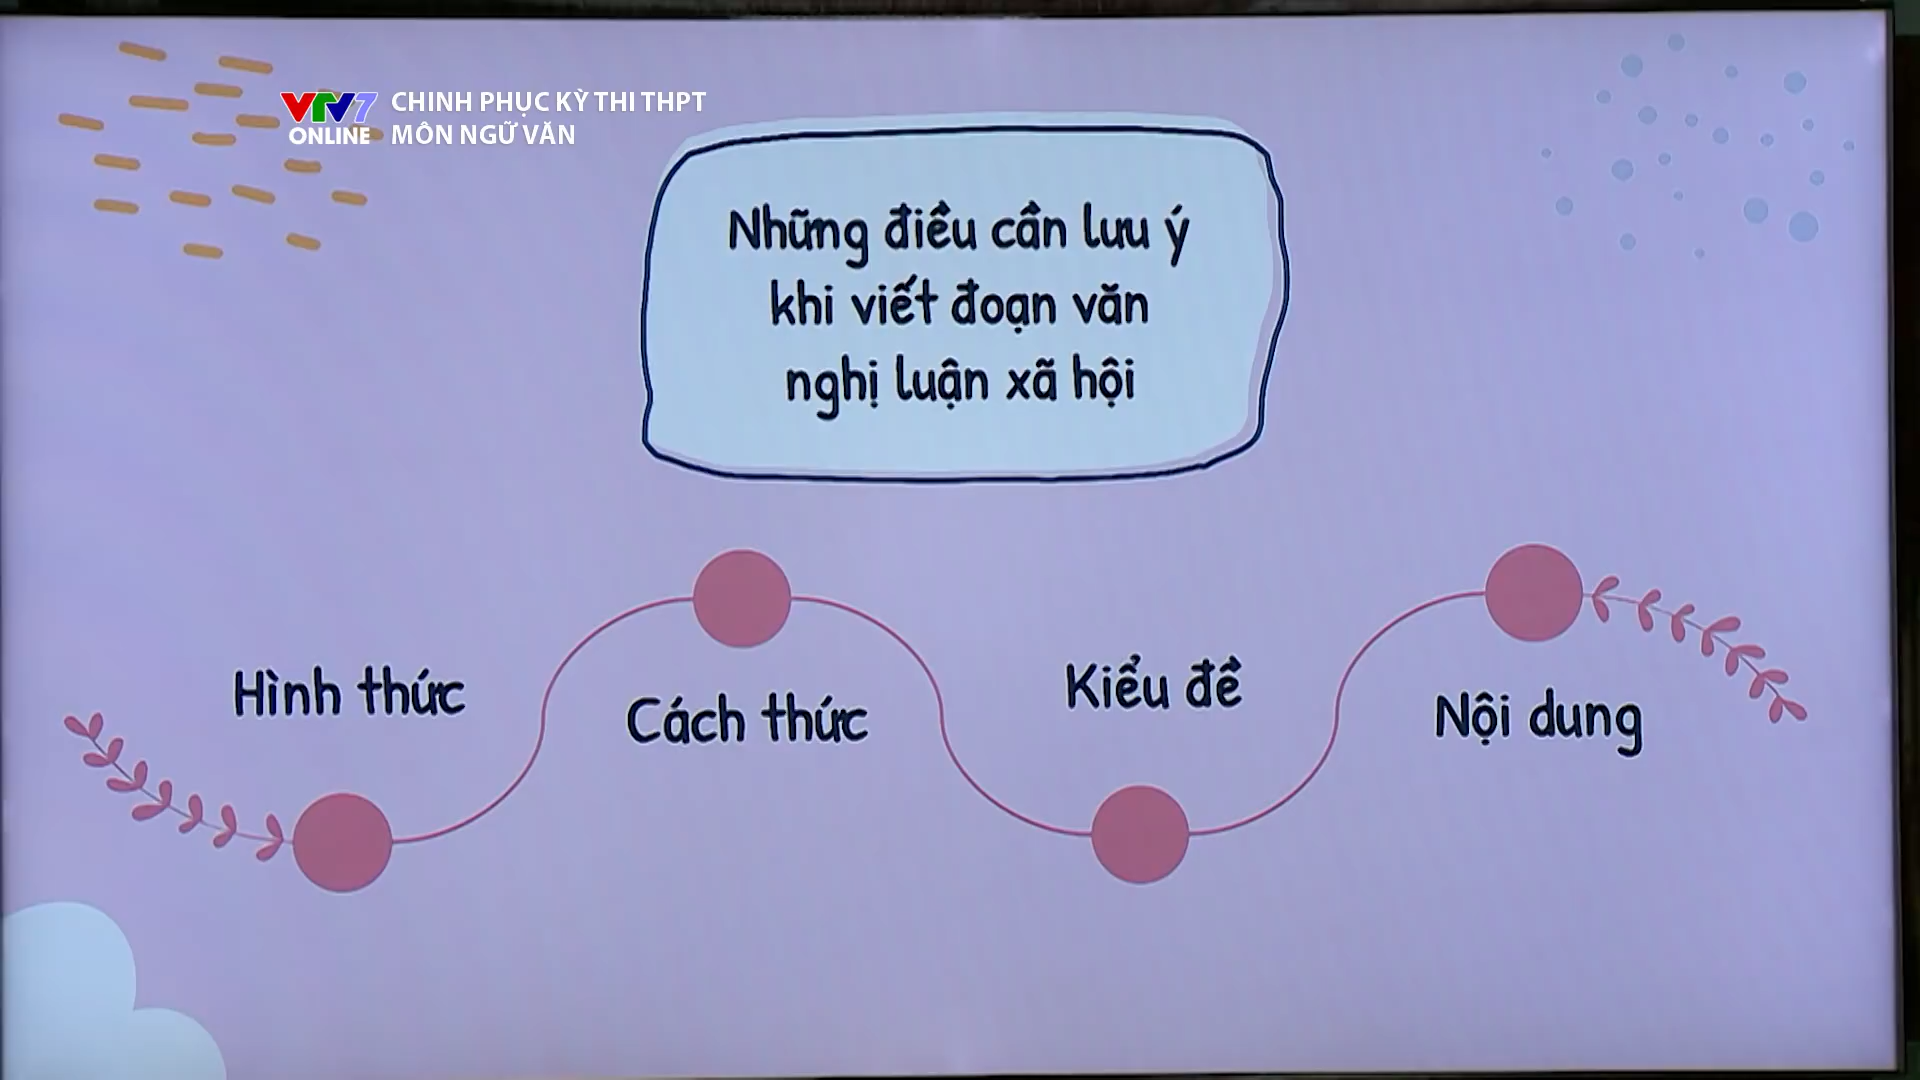 VTV7
ONLINE
CHINH PHỤC KỲ THI THPT
MÔN NGỮ VĂN
Những điều cần lưu ý
khi viết đoạn văn
nghị luận xã hội
Hình thức
Cách thức
Kiểu đề
Nội dung